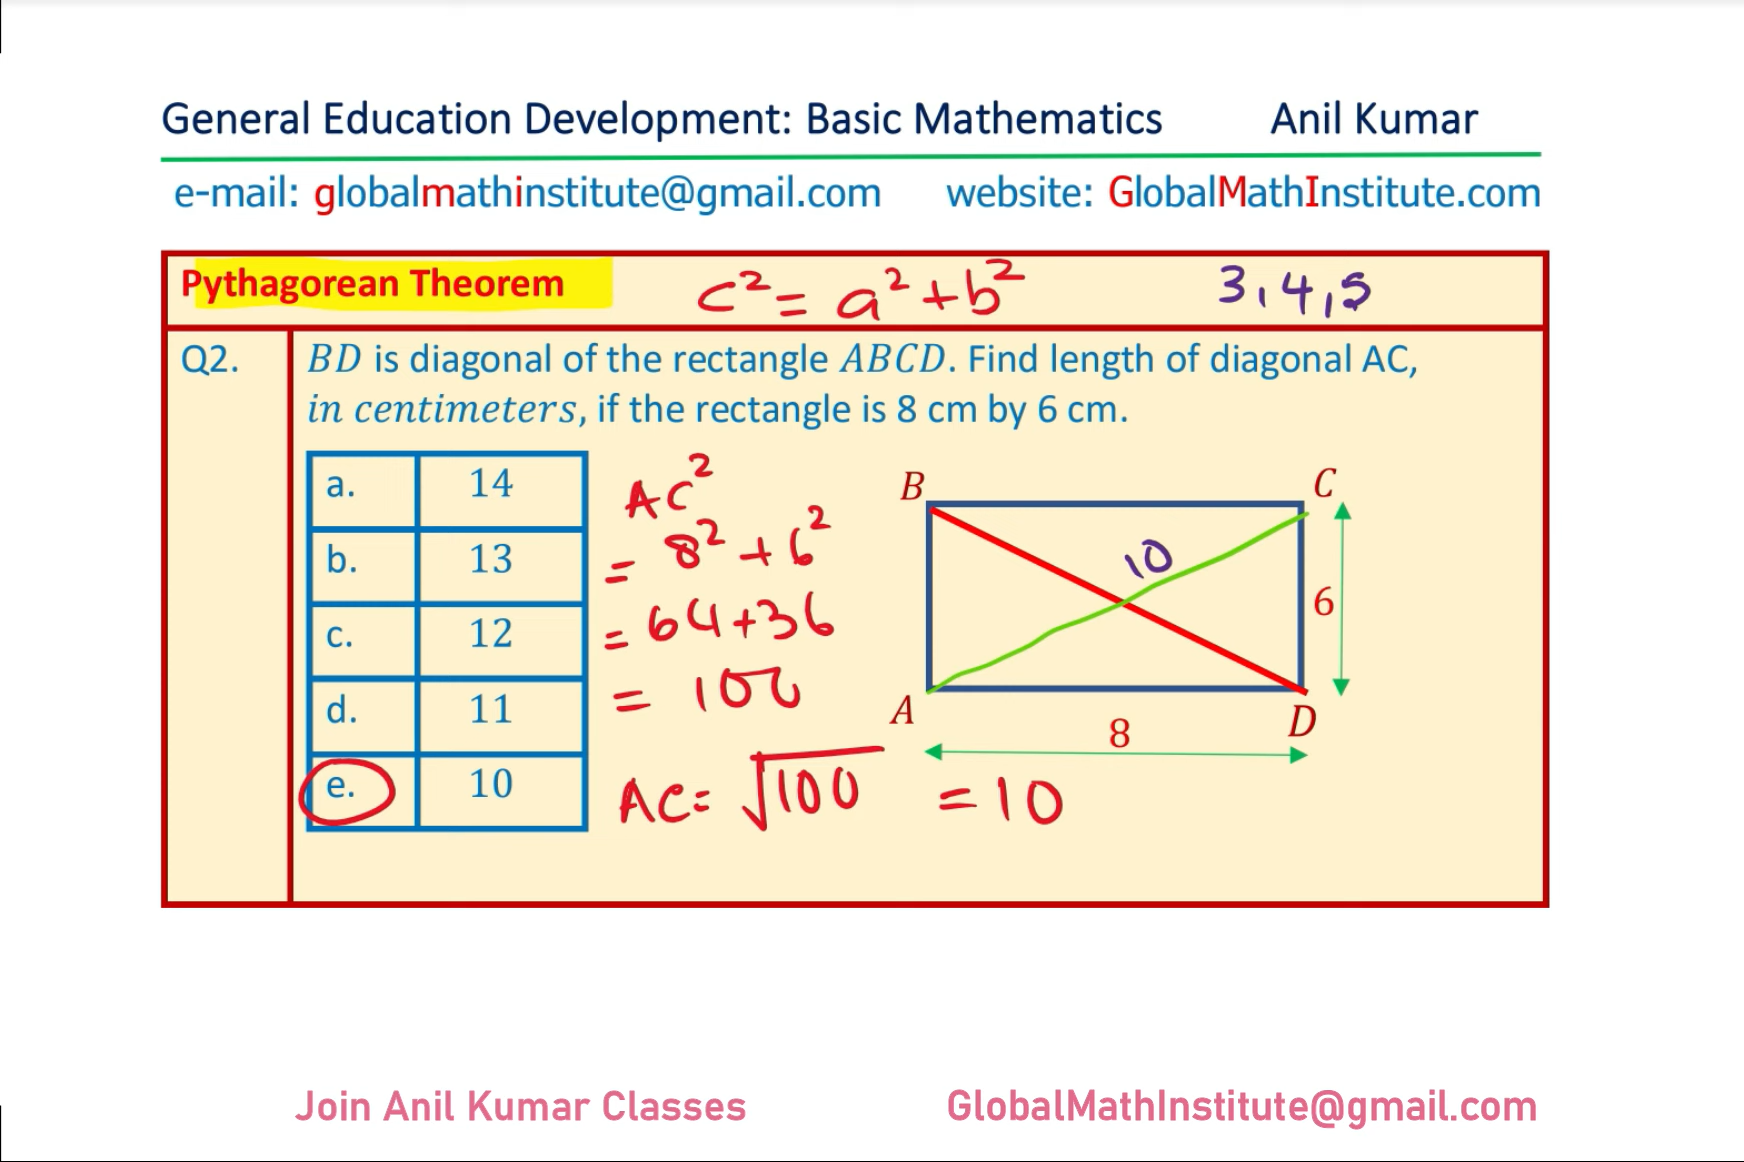 General Education Development: Basic Mathematics Anil Kumar
e-mail: globalmathinstitute@gmail.com website: GlobalMathInstitute.com
Pythagorean Theorem c² = a² + b² 3, 4, 5
Q2. BD is diagonal of the rectangle ABCD. Find length of diagonal AC,
in centimeters, if the rectangle is 8 cm by 6 cm.
a. 14
b. 13
c. 12
d. 11
e. 10
AC²
= 8² + 6²
= 64+36
= 100
AC= √100 = 10
B C
10
6
A D
8
Join Anil Kumar Classes GlobalMathInstitute@gmail.com